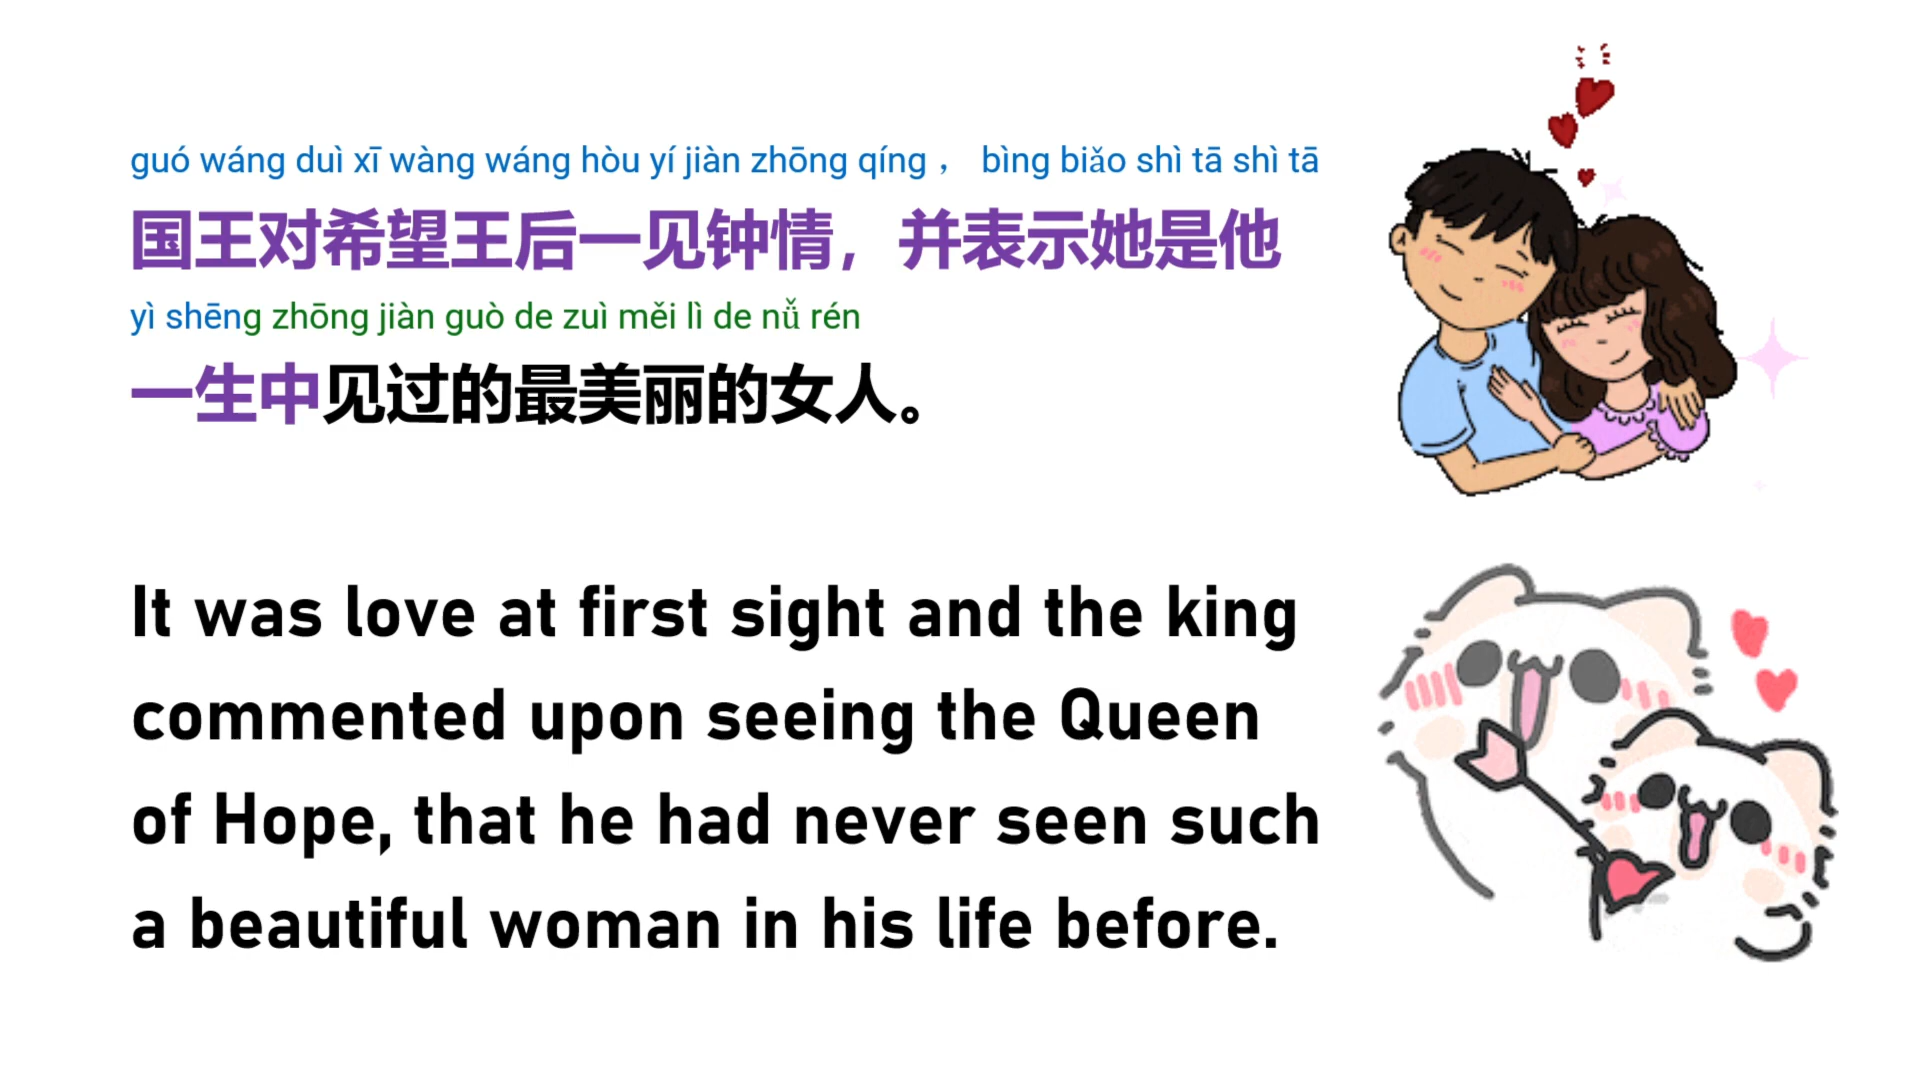 guó wáng duì xī wàng wáng hòu yí jiàn zhōng qíng ， bìng biǎo shì tā shì tā
国王对希望王后一见钟情，并表示她是他
yì shēng zhōng jiàn guò de zuì měi lì de nǚ rén
一生中见过的最美丽的女人。
It was love at first sight and the king
commented upon seeing the Queen
of Hope, that he had never seen such
a beautiful woman in his life before.